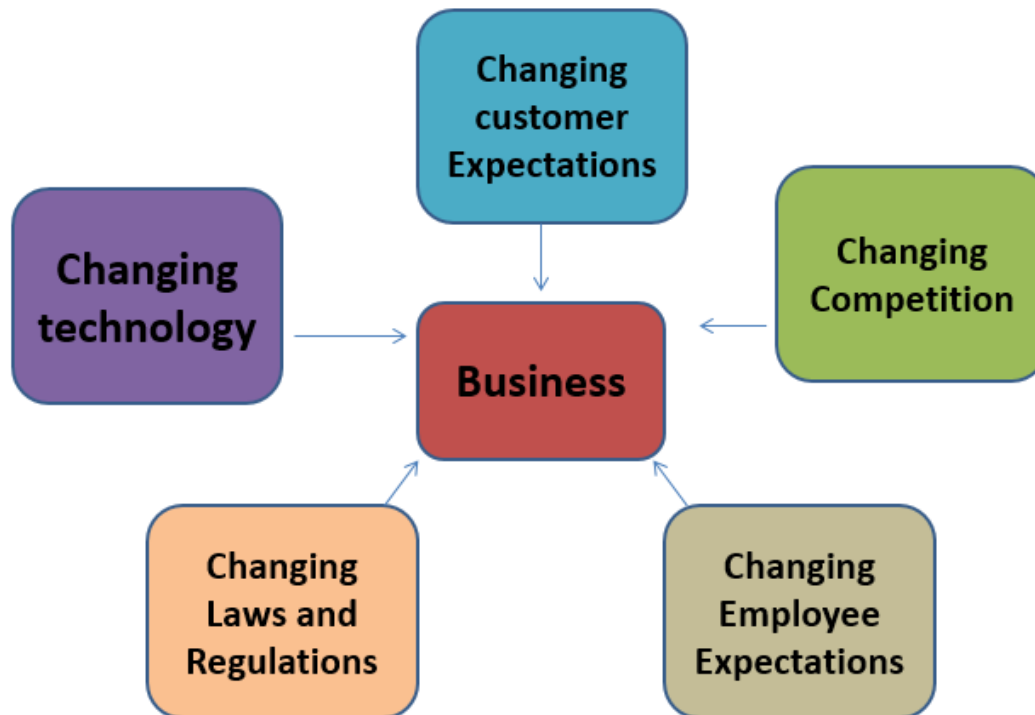 Changing
customer
Expectations
Changing
technology
Changing
Competition
Business
Changing
Laws and
Regulations
Changing
Employee
Expectations